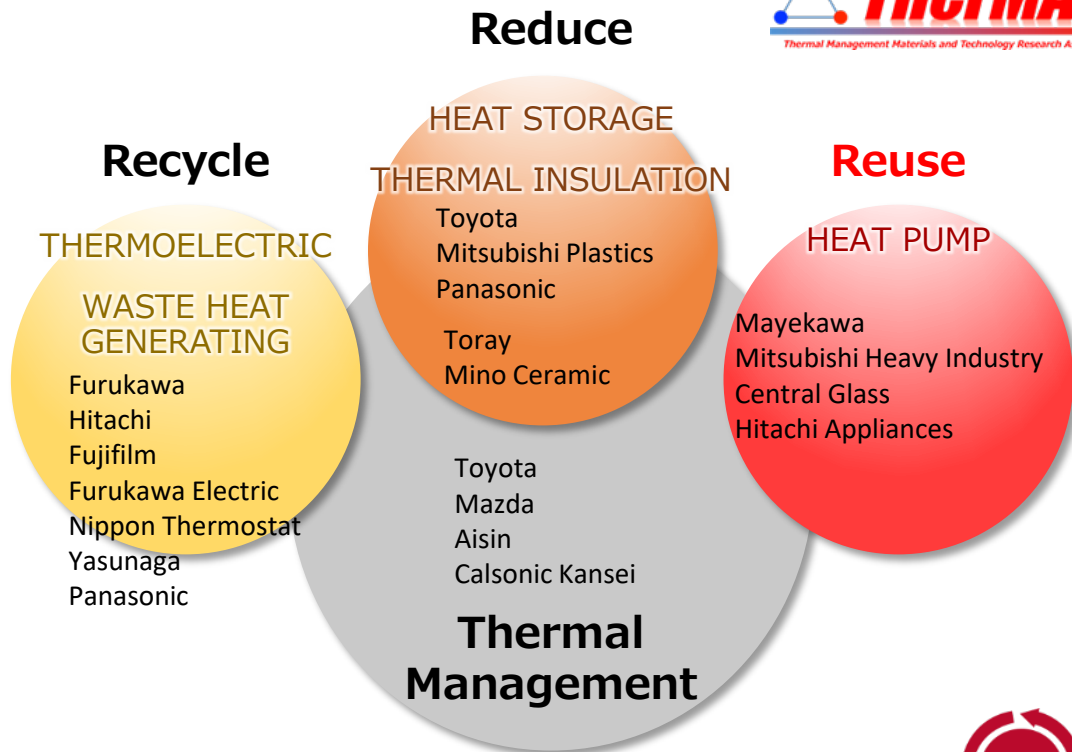 Reduce
Thermal Management Materials and Technology Research
HEAT STORAGE
THERMAL INSULATION
Toyota
Mitsubishi Plastics
Panasonic
Toray
Mino Ceramic
Recycle
THERMOELECTRIC
WASTE HEAT
GENERATING
Furukawa
Hitachi
Fujifilm
Furukawa Electric
Nippon Thermostat
Yasunaga
Panasonic
Reuse
HEAT PUMP
Mayekawa
Mitsubishi Heavy Industry
Central Glass
Hitachi Appliances
Toyota
Mazda
Aisin
Calsonic Kansei
Thermal
Management